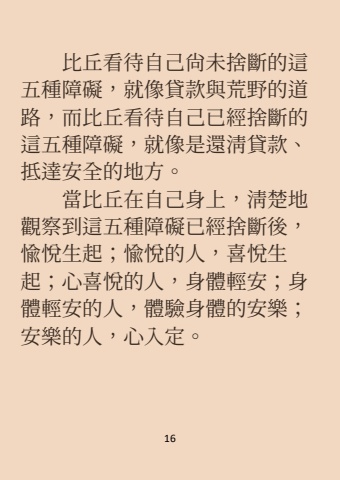 比丘看待自己尚未捨斷的這
五種障礙，就像貸款與荒野的道
路，而比丘看待自己已經捨斷的
這五種障礙，就像是還清貸款、
抵達安全的地方。
當比丘在自己身上，清楚地
觀察到這五種障礙已經捨斷後，
愉悅生起；愉悅的人，喜悅生
起；心喜悅的人，身體輕安；身
體輕安的人，體驗身體的安樂；
安樂的人，心入定。
16